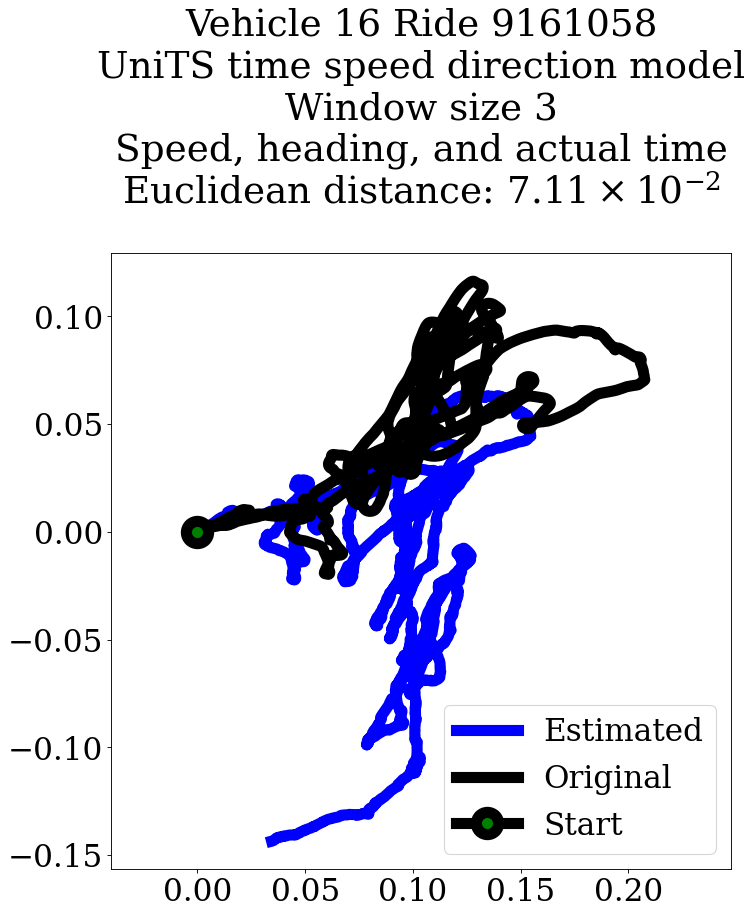 Vehicle 16 Ride 9161058
UniTS time speed direction model
Window size 3
Speed, heading, and actual time
Euclidean distance: 7.11 × 10⁻²
0.10
0.05
0.00
−0.05
−0.10
−0.15
Estimated
Original
Start
0.00 0.05 0.10 0.15 0.20